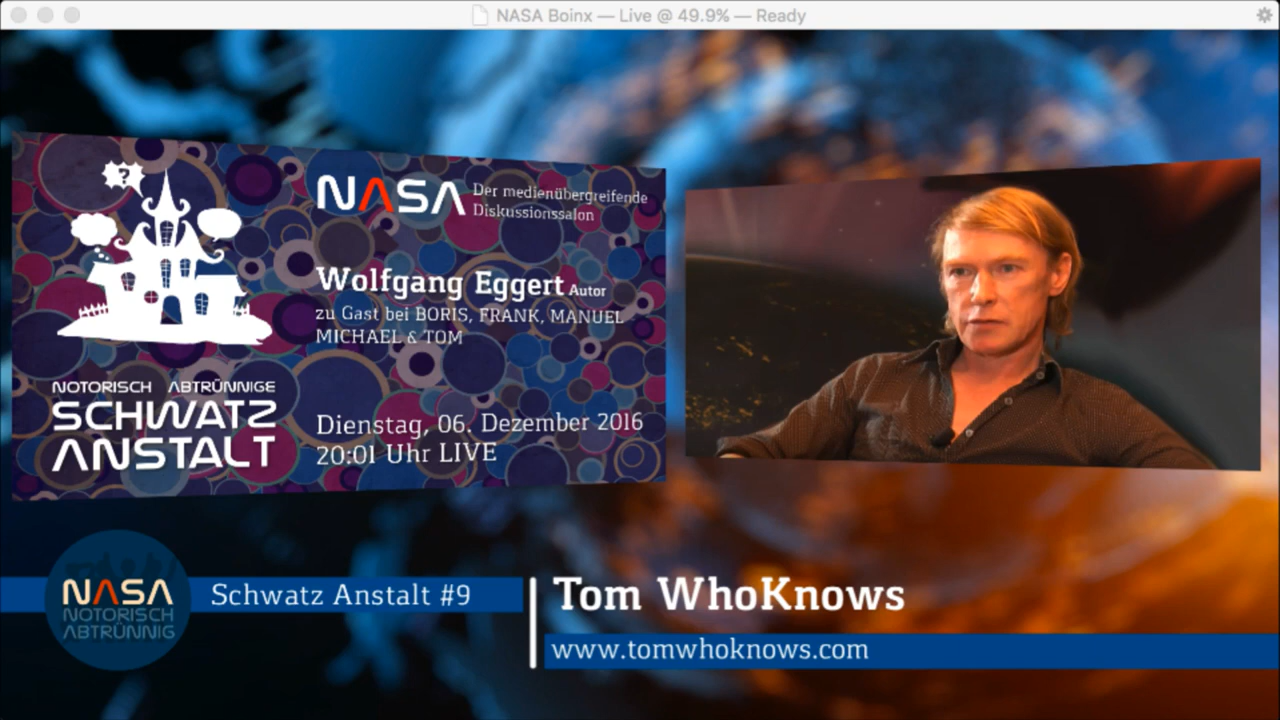 NASA Boinx — Live @ 49.9% — Ready
?
NASA Der medienübergreifende
Diskussionssalon
Wolfgang Eggert Autor
zu Gast bei BORIS, FRANK, MANUEL
MICHAEL & TOM
NOTORISCH ABTRÜNNIGE
SCHWATZ
ANSTALT
Dienstag, 06. Dezember 2016
20:01 Uhr LIVE
NASA
NOTORISCH
ABTRÜNNIG
Schwatz Anstalt #9
Tom WhoKnows
www.tomwhoknows.com